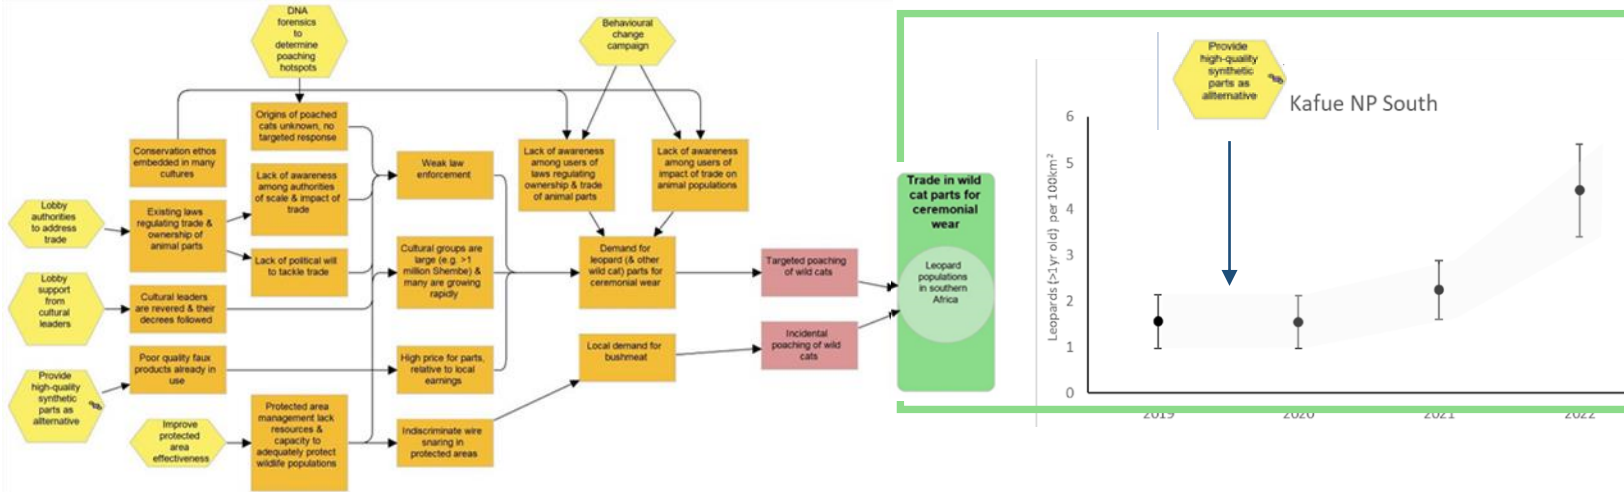 DNA
forensics
to
determine
poaching
hotspots
Behavioural
change
campaign
Origins of poached
cats unknown, no
targeted response
Conservation ethos
embedded in many
cultures
Lack of awareness
among authorities
of scale & impact of
trade
Weak law
enforcement
Lack of awareness
among users of
laws regulating
ownership & trade
of animal parts
Lack of awareness
among users of
impact of trade on
animal populations
Lobby
authorities
to address
trade
Existing laws
regulating trade &
ownership of
animal parts
Lack of political will
to tackle trade
Cultural groups are
large (e.g. >1
million Shembe) &
many are growing
rapidly
Demand for
leopard (& other
wild cat) parts for
ceremonial wear
Targeted poaching
of wild cats
Lobby
support
from
cultural
leaders
Cultural leaders
are revered & their
decrees followed
Poor quality faux
products already in
use
High price for parts,
relative to local
earnings
Local demand for
bushmeat
Incidental
poaching of wild
cats
Provide
high-quality
synthetic
parts as
allternative
Improve
protected
area
effectiveness
Protected area
management lack
resources &
capacity to
adequately protect
wildlife populations
Indiscriminate wire
snaring in
protected areas
Trade in wild
cat parts for
ceremonial
wear
Leopard
populations
in southern
Africa
Provide
high-quality
synthetic
parts as
allternative
Kafue NP South
Leopards (>1yr old) per 100km²
6
5
4
3
2
1
0
2019
2020
2021
2022